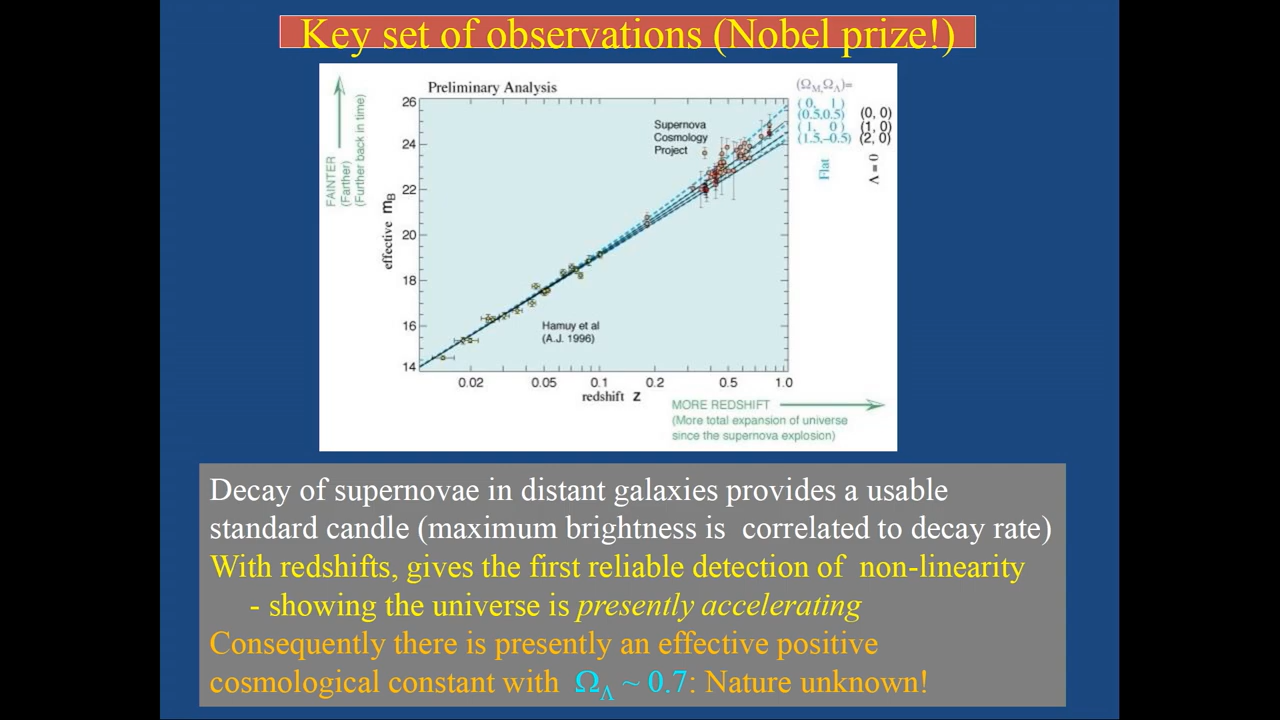 Key set of observations (Nobel prize!)
Preliminary Analysis
FAINTER
(Farther)
(Further back in time)
effective mB
26
24
22
20
18
16
14
Supernova
Cosmology
Project
Hamuy et al
(A.J. 1996)
0.02 0.05 0.1 0.2 0.5 1.0
redshift z
MORE REDSHIFT
(More total expansion of universe
since the supernova explosion)
(ΩM,ΩΛ)=
( 0, 1 )
(0.5,0.5) (0, 0)
( 1, 0 ) (1, 0)
(1.5,–0.5) (2, 0)
Flat
Λ = 0
Decay of supernovae in distant galaxies provides a usable
standard candle (maximum brightness is correlated to decay rate)
With redshifts, gives the first reliable detection of non-linearity
- showing the universe is presently accelerating
Consequently there is presently an effective positive
cosmological constant with ΩΛ ~ 0.7: Nature unknown!